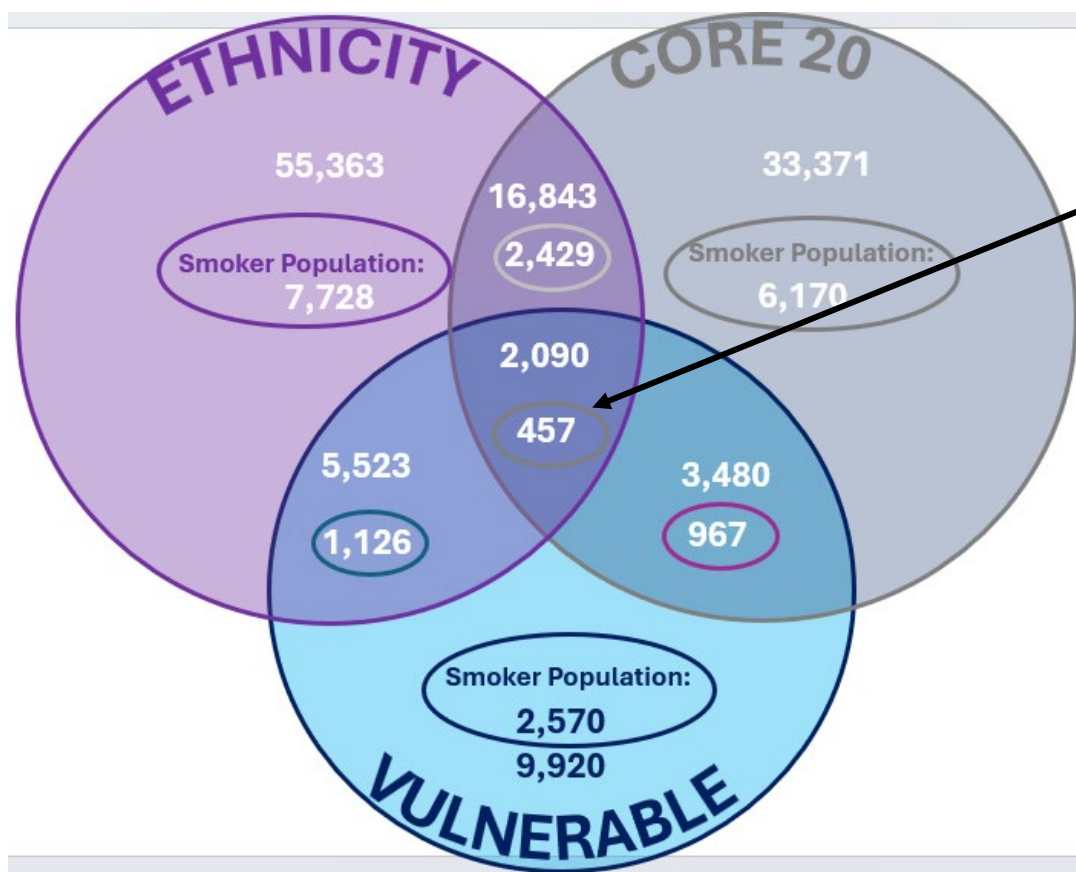 ETHNICITY
CORE 20
55,363
33,371
16,843
Smoker Population:
7,728
2,429
Smoker Population:
6,170
2,090
457
5,523
1,126
3,480
967
Smoker Population:
2,570
9,920
VULNERABLE